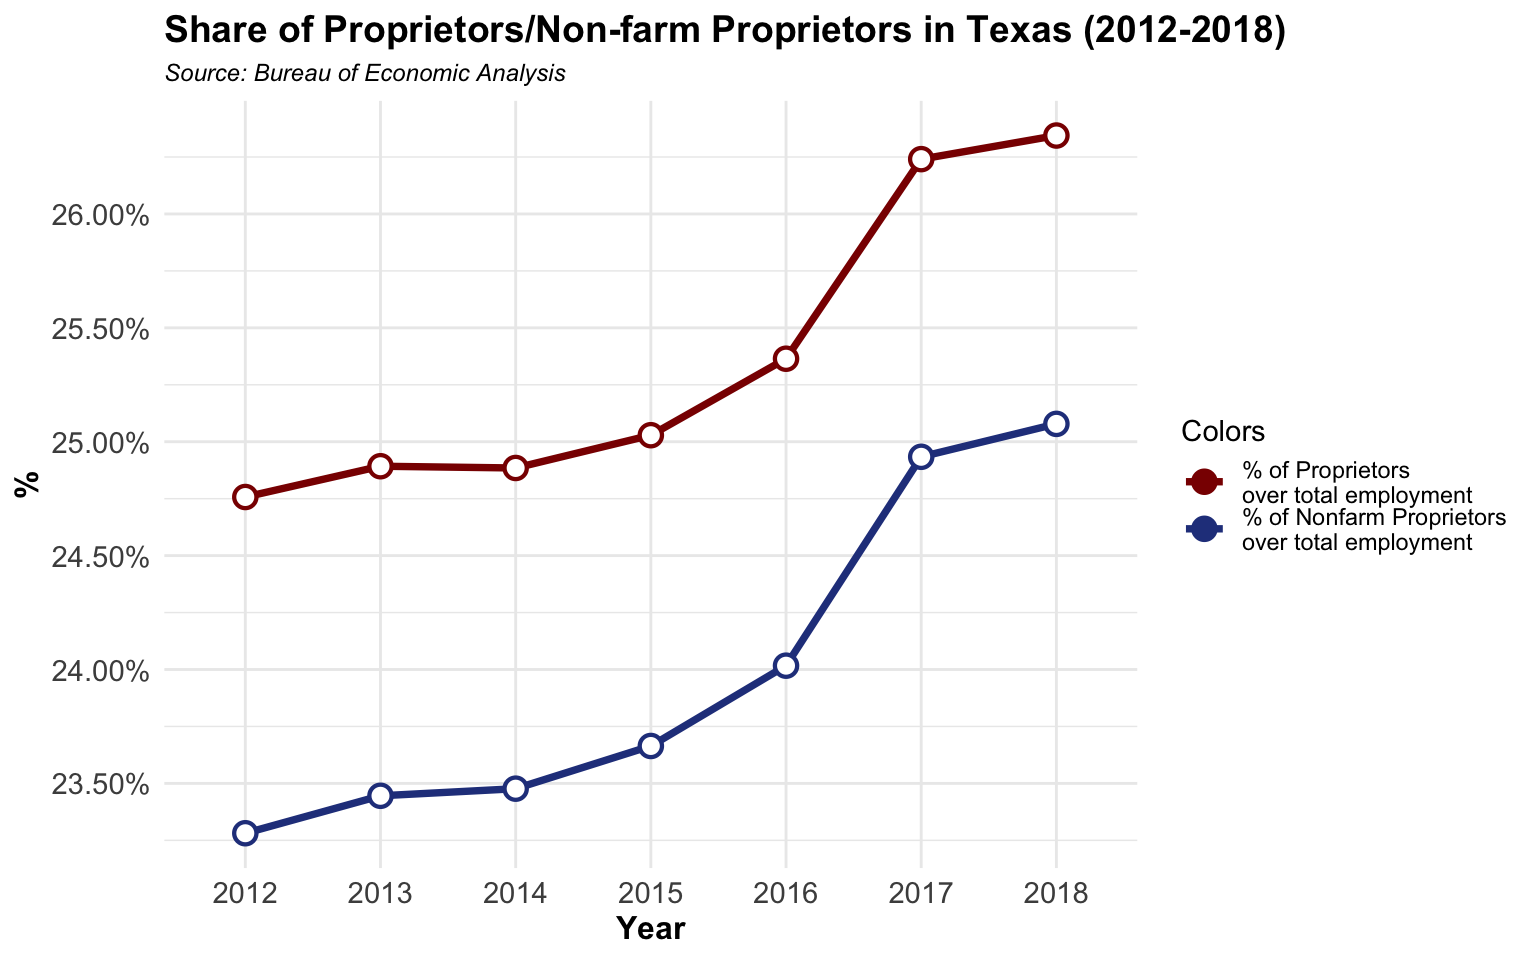 Share of Proprietors/Non-farm Proprietors in Texas (2012-2018)
Source: Bureau of Economic Analysis
26.00%
25.50%
25.00%
24.50%
24.00%
23.50%
%
2012 2013 2014 2015 2016 2017 2018
Year
Colors
% of Proprietors
over total employment
% of Nonfarm Proprietors
over total employment